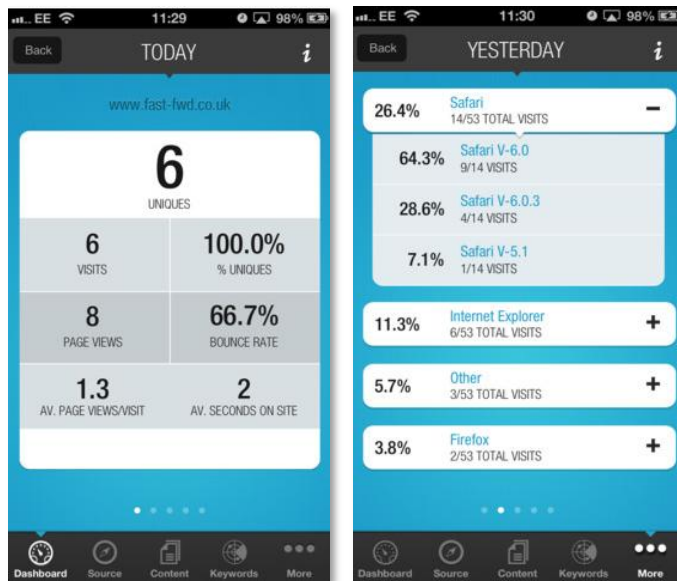 EE 11:29 98%
Back TODAY i
www.fast-fwd.co.uk
6
UNIQUES
6 100.0%
VISITS % UNIQUES
8 66.7%
PAGE VIEWS BOUNCE RATE
1.3 2
AV. PAGE VIEWS/VISIT AV. SECONDS ON SITE
Dashboard Source Content Keywords More
EE 11:30 98%
Back YESTERDAY i
26.4% Safari
14/53 TOTAL VISITS
64.3% Safari V-6.0
9/14 VISITS
28.6% Safari V-6.0.3
4/14 VISITS
7.1% Safari V-5.1
1/14 VISITS
11.3% Internet Explorer
6/53 TOTAL VISITS
5.7% Other
3/53 TOTAL VISITS
3.8% Firefox
2/53 TOTAL VISITS
Dashboard Source Content Keywords More